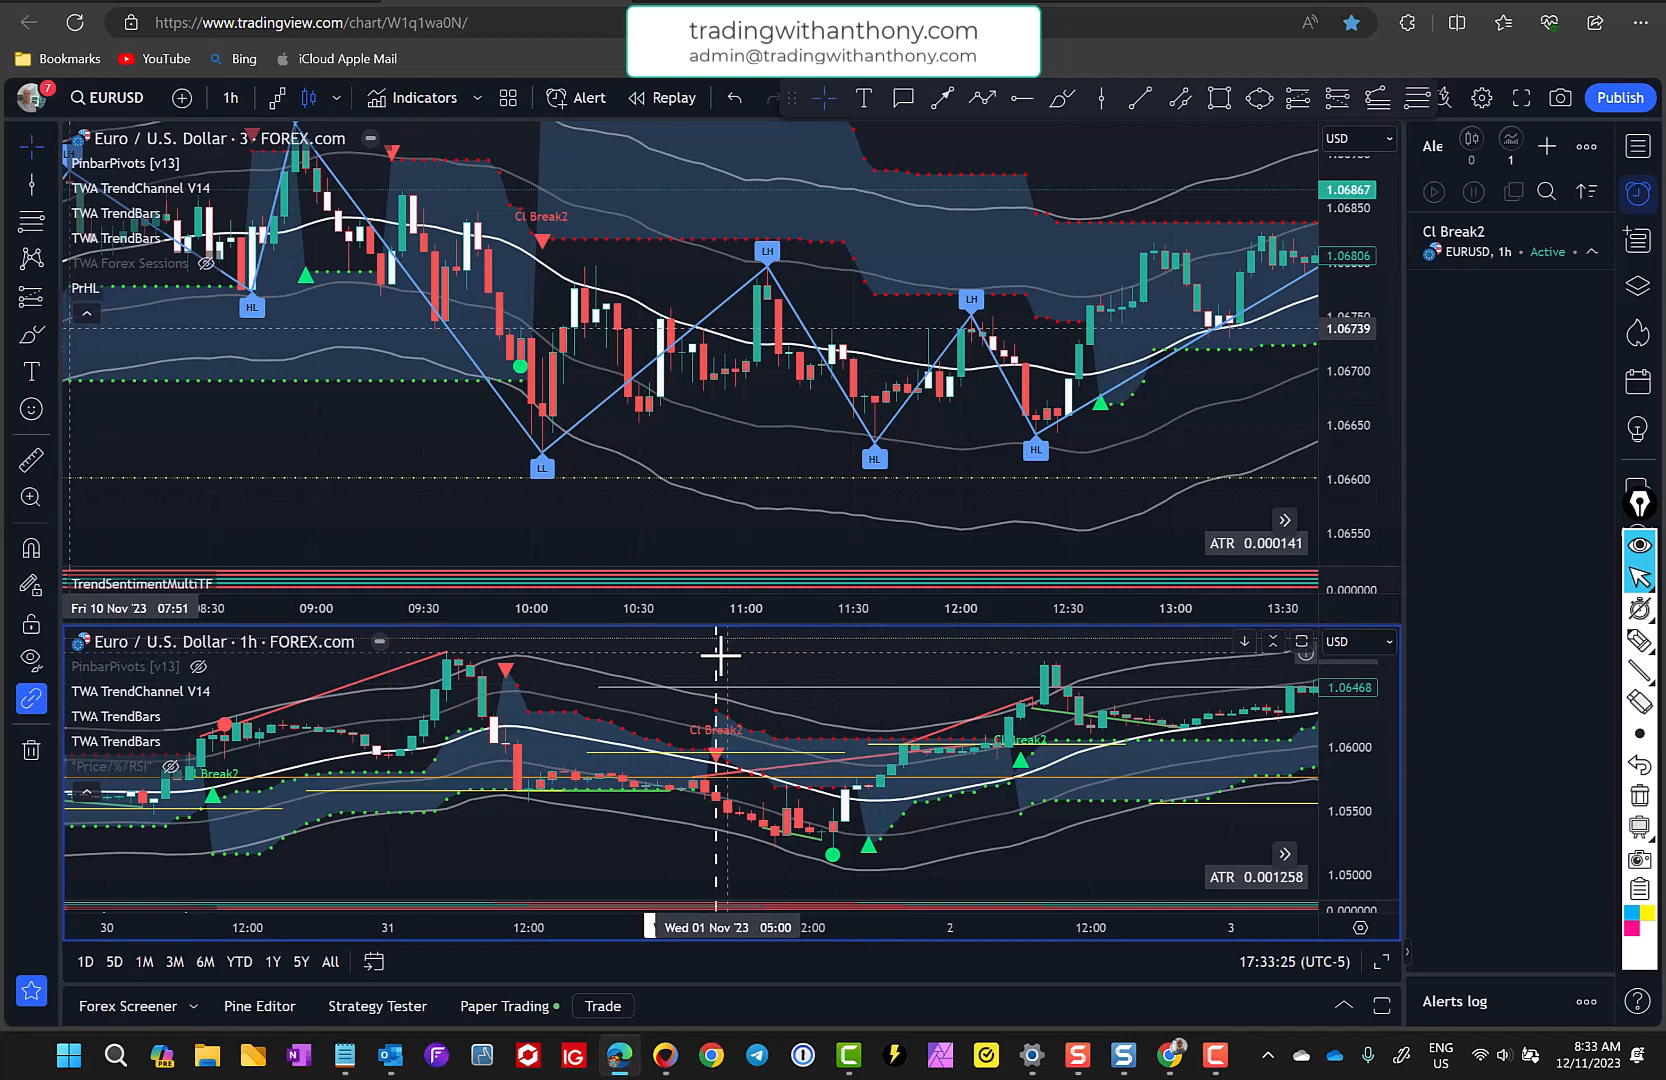 https://www.tradingview.com/chart/W1q1wa0N/
tradingwithanthony.com
admin@tradingwithanthony.com
Bookmarks YouTube Bing iCloud Apple Mail
7
EURUSD 1h Indicators Alert Replay Publish
Euro / U.S. Dollar · 3 · FOREX.com
PinbarPivots [v13]
TWA TrendChannel V14
TWA TrendBars
TWA TrendBars
TWA Forex Sessions
PrHL
HL
Cl Break2
LL
LH
HL
LH
HL
USD
1.06867
1.06850
1.06806
1.06739
1.06700
1.06650
1.06600
1.06550
0.00000
ATR 0.000141
TrendSentimentMultiTF
Fri 10 Nov '23 07:51 08:30 09:00 09:30 10:00 10:30 11:00 11:30 12:00 12:30 13:00 13:30
Euro / U.S. Dollar · 1h · FOREX.com
PinbarPivots [v13]
TWA TrendChannel V14
TWA TrendBars
TWA TrendBars
*Price/%7RSI*
Cl Break2
Cl Break2
USD
1.06468
1.06000
1.05500
1.05000
ATR 0.001258
30 12:00 31 12:00 Wed 01 Nov '23 05:00 2:00 2 12:00 3
1D 5D 1M 3M 6M YTD 1Y 5Y All
17:33:25 (UTC-5)
Forex Screener Pine Editor Strategy Tester Paper Trading Trade
Ale
0
1
Cl Break2
EURUSD, 1h • Active
Alerts log
ENG
US
8:33 AM
12/11/2023